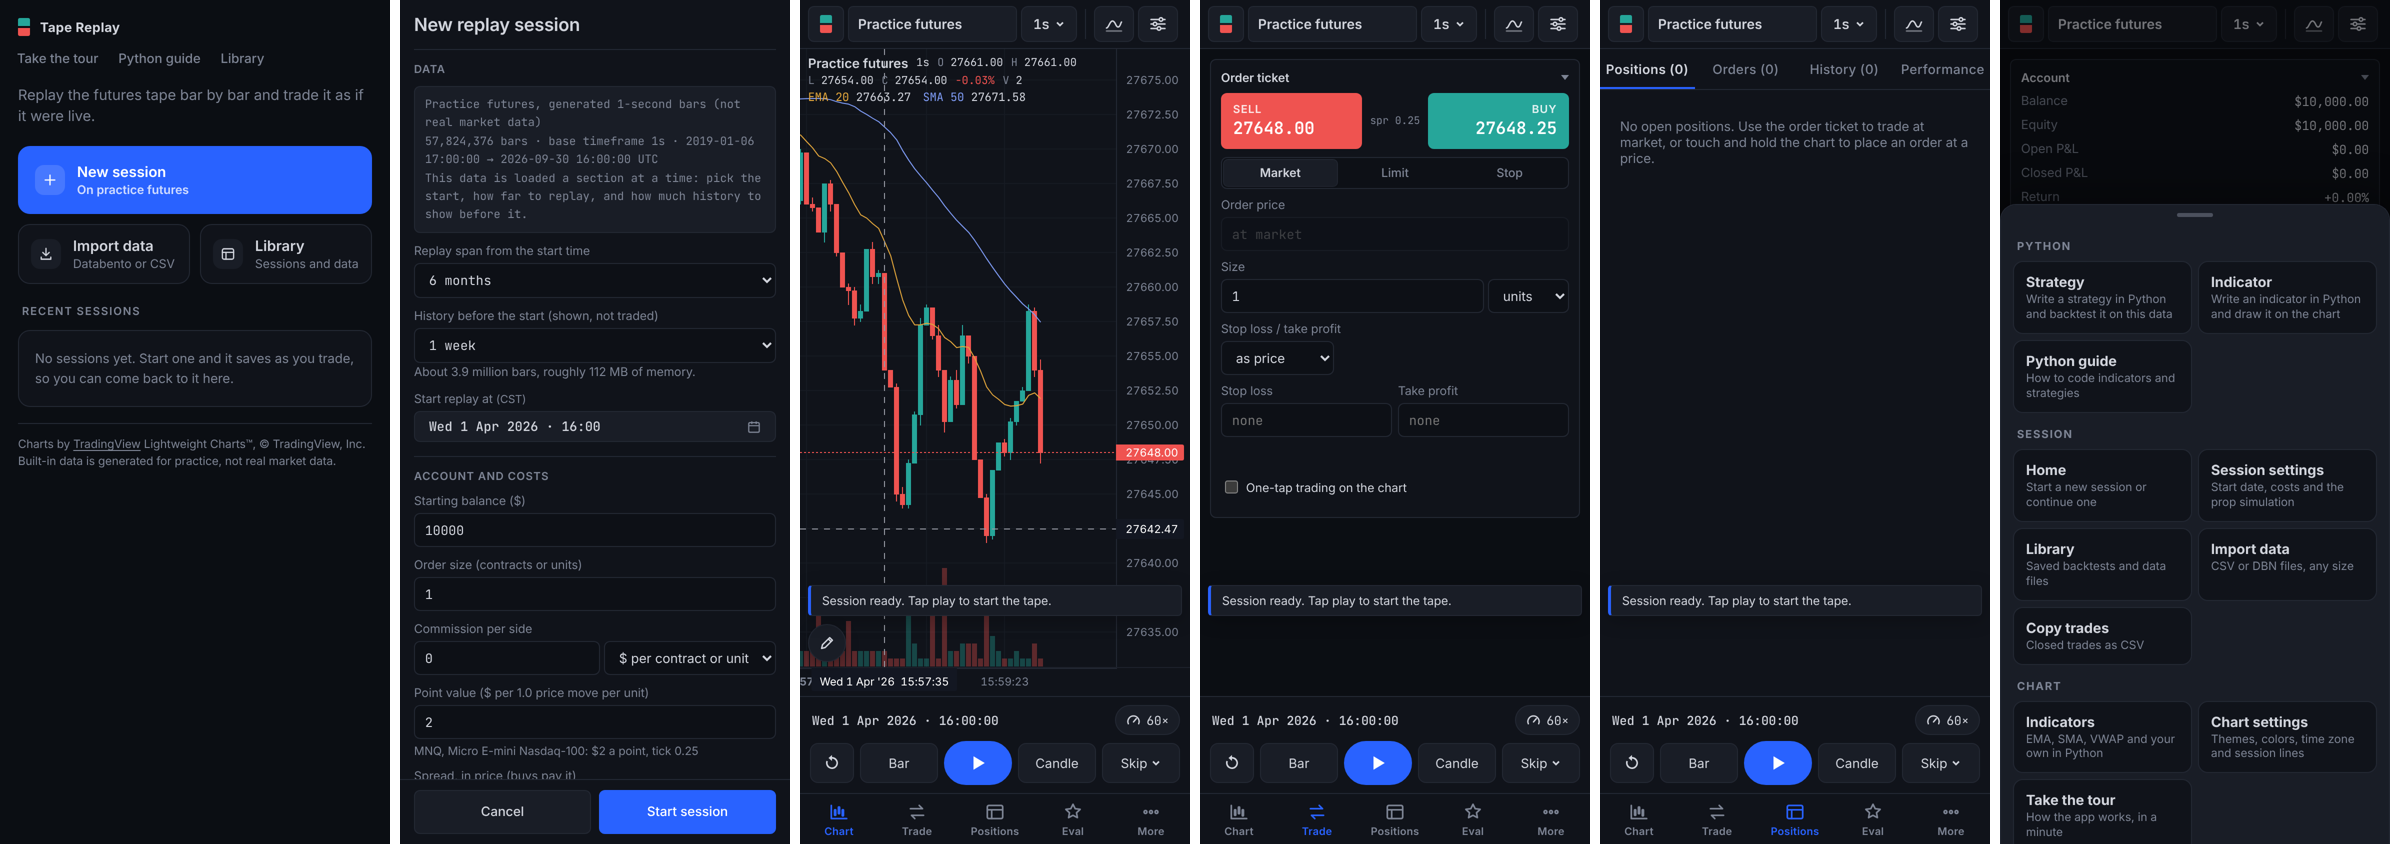 Tape Replay
Take the tour Python guide Library
Replay the futures tape bar by bar and trade it as if
it were live.
New session
On practice futures
Import data
Databento or CSV
Library
Sessions and data
RECENT SESSIONS
No sessions yet. Start one and it saves as you trade,
so you can come back to it here.
Charts by TradingView Lightweight Charts™, © TradingView, Inc.
Built-in data is generated for practice, not real market data.
New replay session
DATA
Practice futures, generated 1-second bars (not
real market data)
57,824,376 bars · base timeframe 1s · 2019-01-06
17:00:00 → 2026-09-30 16:00:00 UTC
This data is loaded a section at a time: pick the
start, how far to replay, and how much history to
show before it.
Replay span from the start time
6 months
History before the start (shown, not traded)
1 week
About 3.9 million bars, roughly 112 MB of memory.
Start replay at (CST)
Wed 1 Apr 2026 · 16:00
ACCOUNT AND COSTS
Starting balance ($)
10000
Order size (contracts or units)
1
Commission per side
0 $ per contract or unit
Point value ($ per 1.0 price move per unit)
2
MNQ, Micro E-mini Nasdaq-100: $2 a point, tick 0.25
Spread, in price (buys pay it)
Cancel Start session
Practice futures 1s
Practice futures 1s O 27661.00 H 27661.00
L 27654.00 C 27654.00 -0.03% V 2
EMA 20 27663.27 SMA 50 27671.58
27675.00
27672.50
27670.00
27667.50
27665.00
27662.50
27660.00
27657.50
27655.00
27652.50
27650.00
27648.00
27645.00
27642.47
27640.00
Session ready. Tap play to start the tape.
27635.00
57 Wed 1 Apr '26 15:57:35 15:59:23
Wed 1 Apr 2026 · 16:00:00 60×
Bar Candle Skip
Chart Trade Positions Eval More
Practice futures 1s
Order ticket
SELL
27648.00
spr 0.25
BUY
27648.25
Market Limit Stop
Order price
at market
Size
1 units
Stop loss / take profit
as price
Stop loss Take profit
none none
One-tap trading on the chart
Session ready. Tap play to start the tape.
Wed 1 Apr 2026 · 16:00:00 60×
Bar Candle Skip
Chart Trade Positions Eval More
Practice futures 1s
Positions (0) Orders (0) History (0) Performance
No open positions. Use the order ticket to trade at
market, or touch and hold the chart to place an order at a
price.
Session ready. Tap play to start the tape.
Wed 1 Apr 2026 · 16:00:00 60×
Bar Candle Skip
Chart Trade Positions Eval More
Practice futures 1s
Account
Balance $10,000.00
Equity $10,000.00
Open P&L $0.00
Closed P&L $0.00
Return +0.00%
PYTHON
Strategy
Write a strategy in Python
and backtest it on this data
Indicator
Write an indicator in Python
and draw it on the chart
Python guide
How to code indicators and
strategies
SESSION
Home
Start a new session or
continue one
Session settings
Start date, costs and the
prop simulation
Library
Saved backtests and data
files
Import data
CSV or DBN files, any size
Copy trades
Closed trades as CSV
CHART
Indicators
EMA, SMA, VWAP and your
own in Python
Chart settings
Themes, colors, time zone
and session lines
Take the tour
How the app works, in a
minute